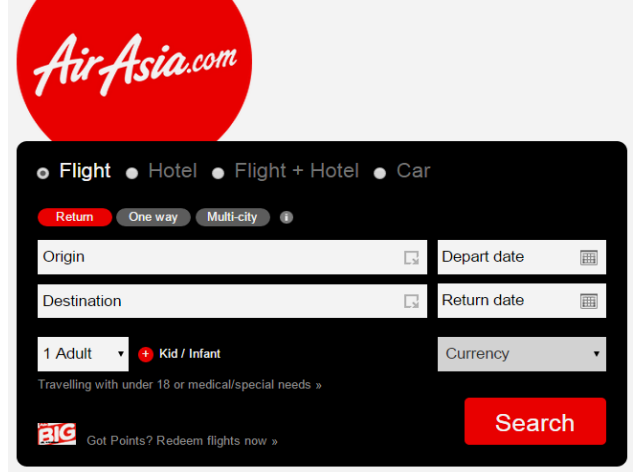 AirAsia.com
Flight Hotel Flight + Hotel Car
Return One way Multi-city i
Origin Depart date
Destination Return date
1 Adult + Kid / Infant Currency
Travelling with under 18 or medical/special needs »
Search
BIG Got Points? Redeem flights now »